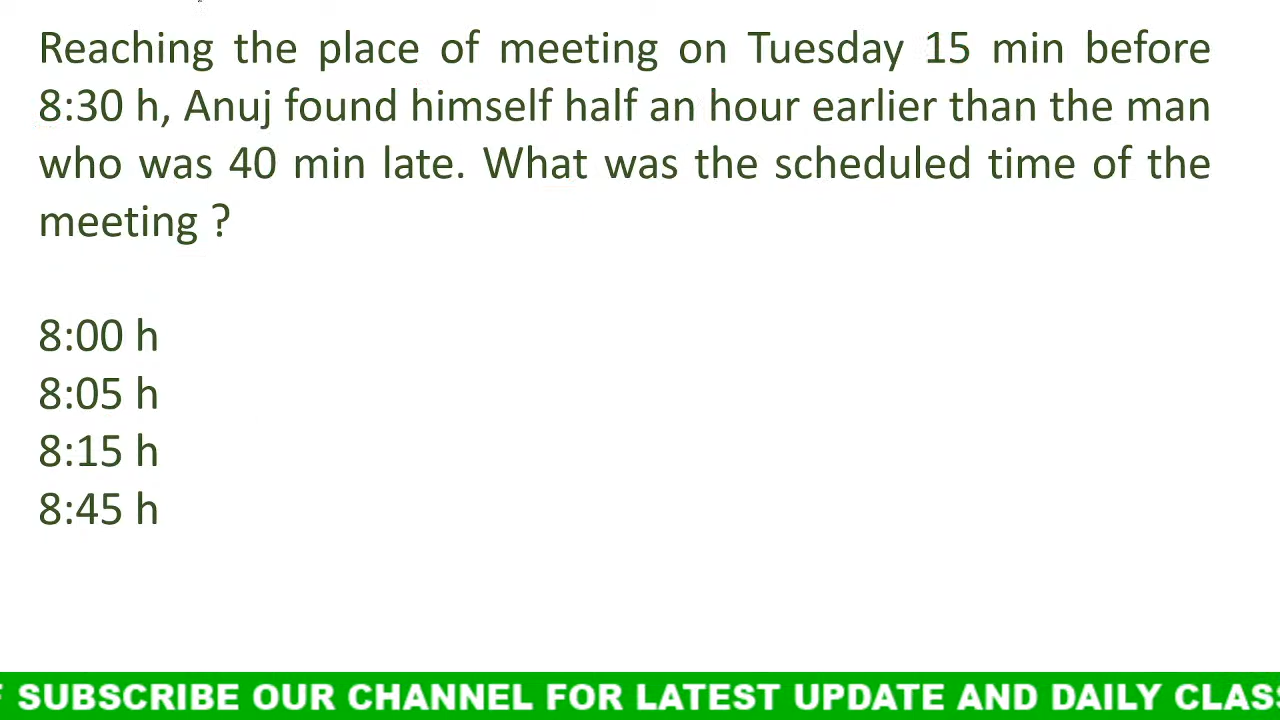 Reaching the place of meeting on Tuesday 15 min before
8:30 h, Anuj found himself half an hour earlier than the man
who was 40 min late. What was the scheduled time of the
meeting ?
8:00 h
8:05 h
8:15 h
8:45 h
SUBSCRIBE OUR CHANNEL FOR LATEST UPDATE AND DAILY CLAS